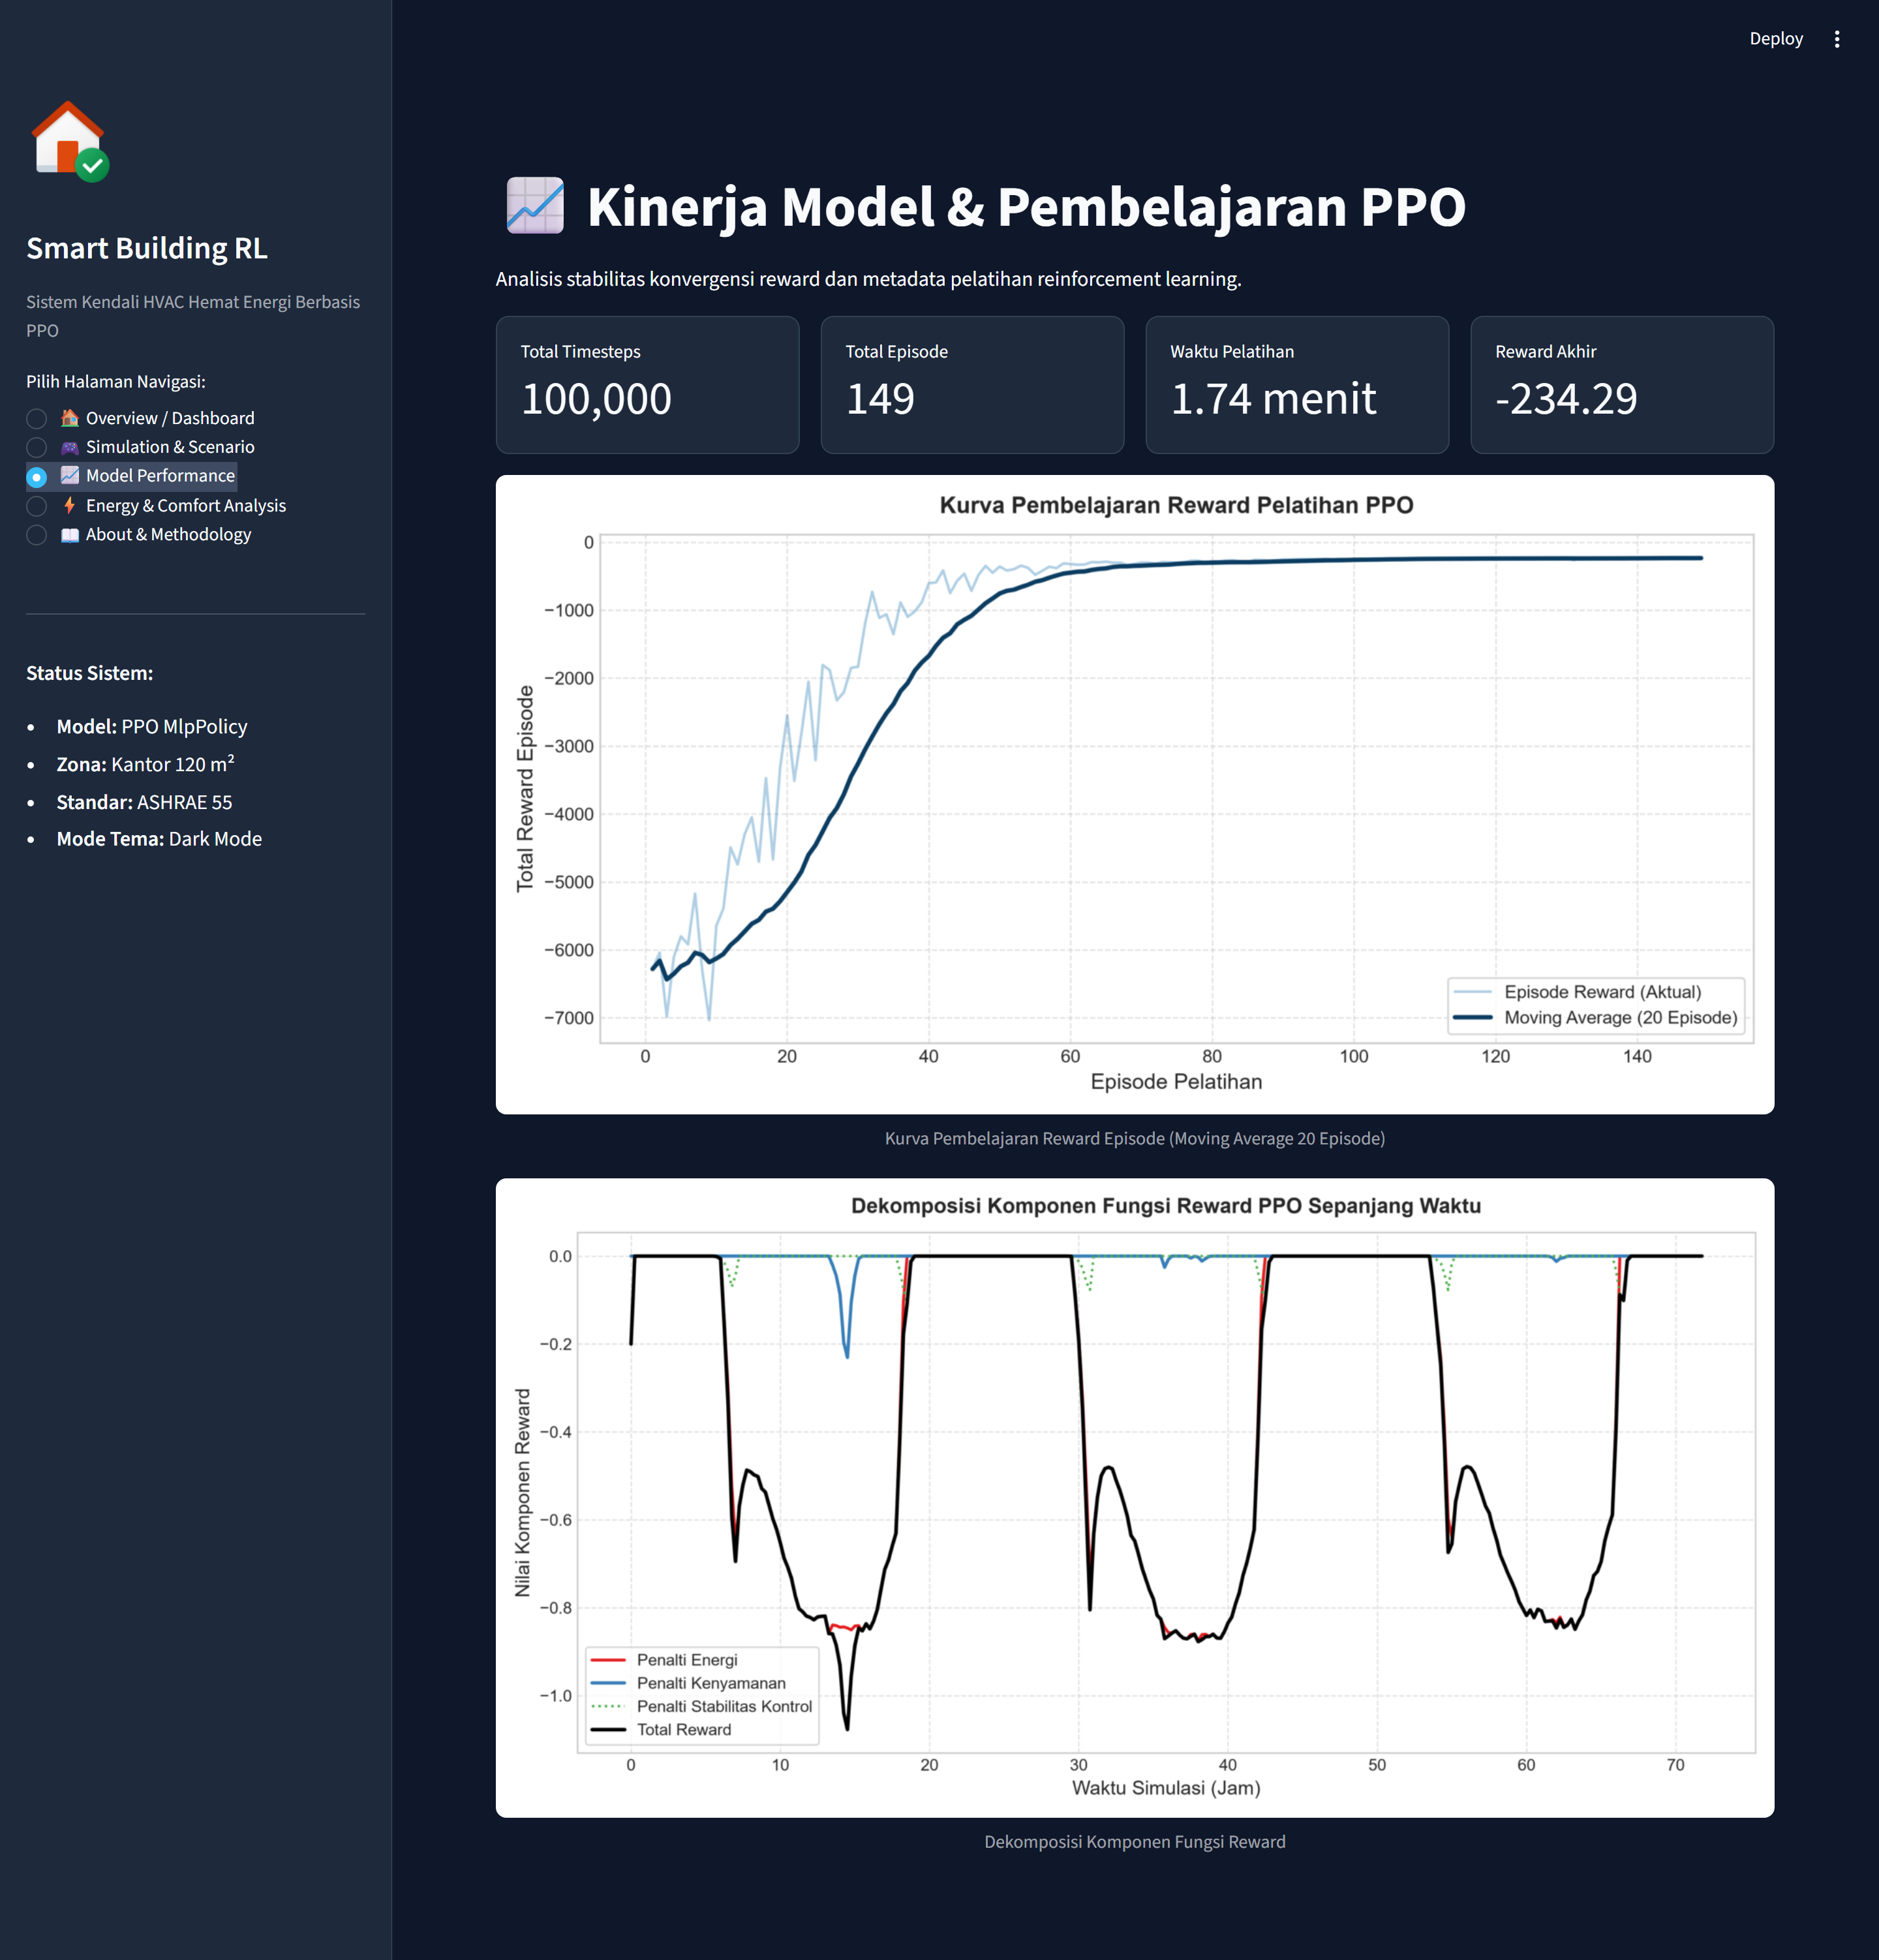 Deploy
Smart Building RL
Sistem Kendali HVAC Hemat Energi Berbasis
PPO
Pilih Halaman Navigasi:
Overview / Dashboard
Simulation & Scenario
Model Performance
Energy & Comfort Analysis
About & Methodology
Status Sistem:
Model: PPO MlpPolicy
Zona: Kantor 120 m²
Standar: ASHRAE 55
Mode Tema: Dark Mode
Kinerja Model & Pembelajaran PPO
Analisis stabilitas konvergensi reward dan metadata pelatihan reinforcement learning.
Total Timesteps
100,000
Total Episode
149
Waktu Pelatihan
1.74 menit
Reward Akhir
-234.29
Kurva Pembelajaran Reward Pelatihan PPO
Total Reward Episode
0
−1000
−2000
−3000
−4000
−5000
−6000
−7000
Episode Reward (Aktual)
Moving Average (20 Episode)
0 20 40 60 80 100 120 140
Episode Pelatihan
Kurva Pembelajaran Reward Episode (Moving Average 20 Episode)
Dekomposisi Komponen Fungsi Reward PPO Sepanjang Waktu
Nilai Komponen Reward
0.0
−0.2
−0.4
−0.6
−0.8
−1.0
Penalti Energi
Penalti Kenyamanan
Penalti Stabilitas Kontrol
Total Reward
0 10 20 30 40 50 60 70
Waktu Simulasi (Jam)
Dekomposisi Komponen Fungsi Reward